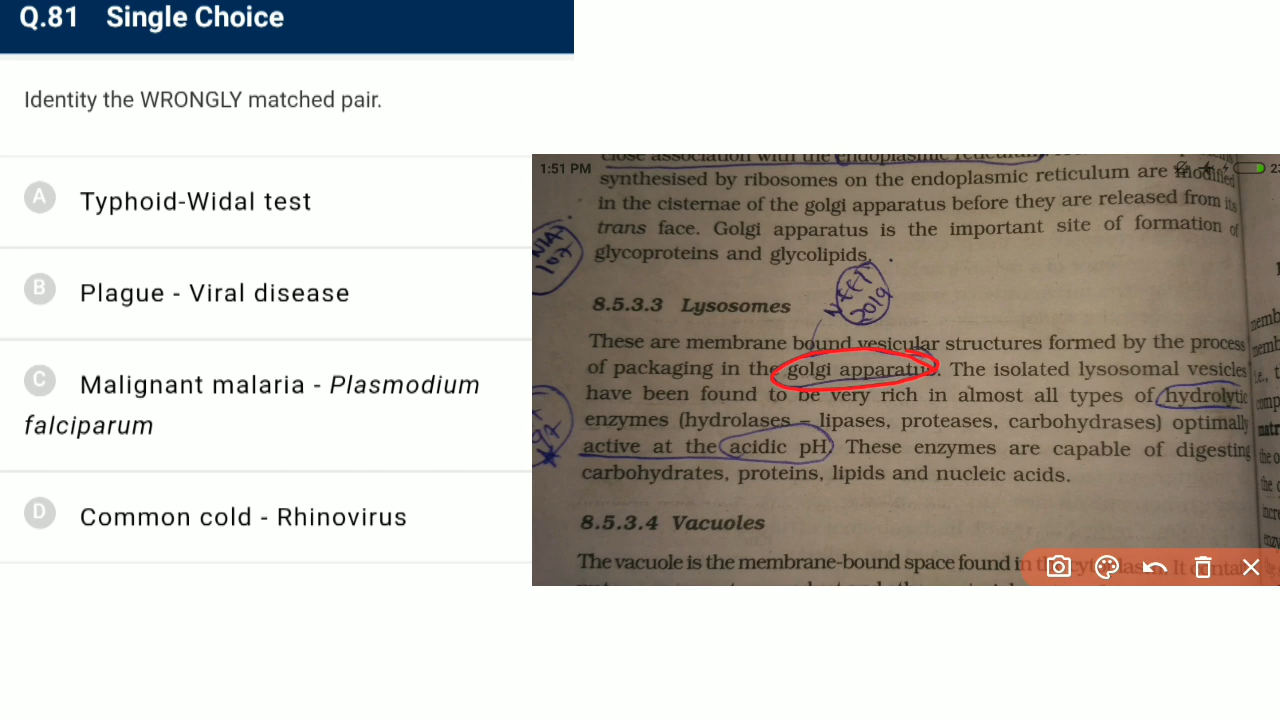 Q.81 Single Choice
Identity the WRONGLY matched pair.
A Typhoid-Widal test
B Plague - Viral disease
C Malignant malaria - Plasmodium
falciparum
D Common cold - Rhinovirus
1:51 PM
close association with the endoplasmic reticulum
synthesised by ribosomes on the endoplasmic reticulum are modified
in the cisternae of the golgi apparatus before they are released from its
trans face. Golgi apparatus is the important site of formation of
glycoproteins and glycolipids.
NEET
2019
8.5.3.3 Lysosomes
These are membrane bound vesicular structures formed by the process
of packaging in the golgi apparatus. The isolated lysosomal vesicles
have been found to be very rich in almost all types of hydrolytic
enzymes (hydrolases – lipases, proteases, carbohydrases) optimally
active at the acidic pH. These enzymes are capable of digesting
carbohydrates, proteins, lipids and nucleic acids.
8.5.3.4 Vacuoles
The vacuole is the membrane-bound space found in the cytoplasm. It